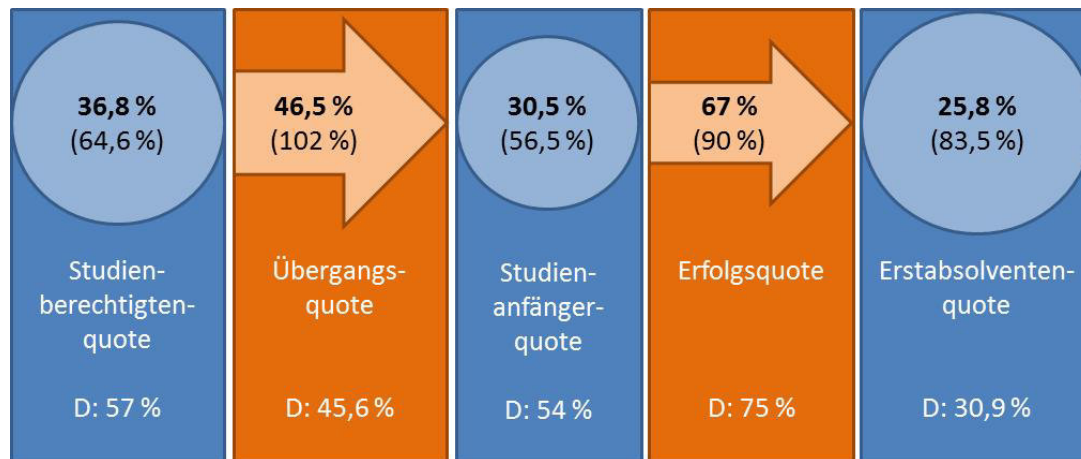 36,8 %
(64,6 %)
Studien-
berechtigten-
quote
D: 57 %
46,5 %
(102 %)
Übergangs-
quote
D: 45,6 %
30,5 %
(56,5 %)
Studien-
anfänger-
quote
D: 54 %
67 %
(90 %)
Erfolgsquote
D: 75 %
25,8 %
(83,5 %)
Erstabsolventen-
quote
D: 30,9 %